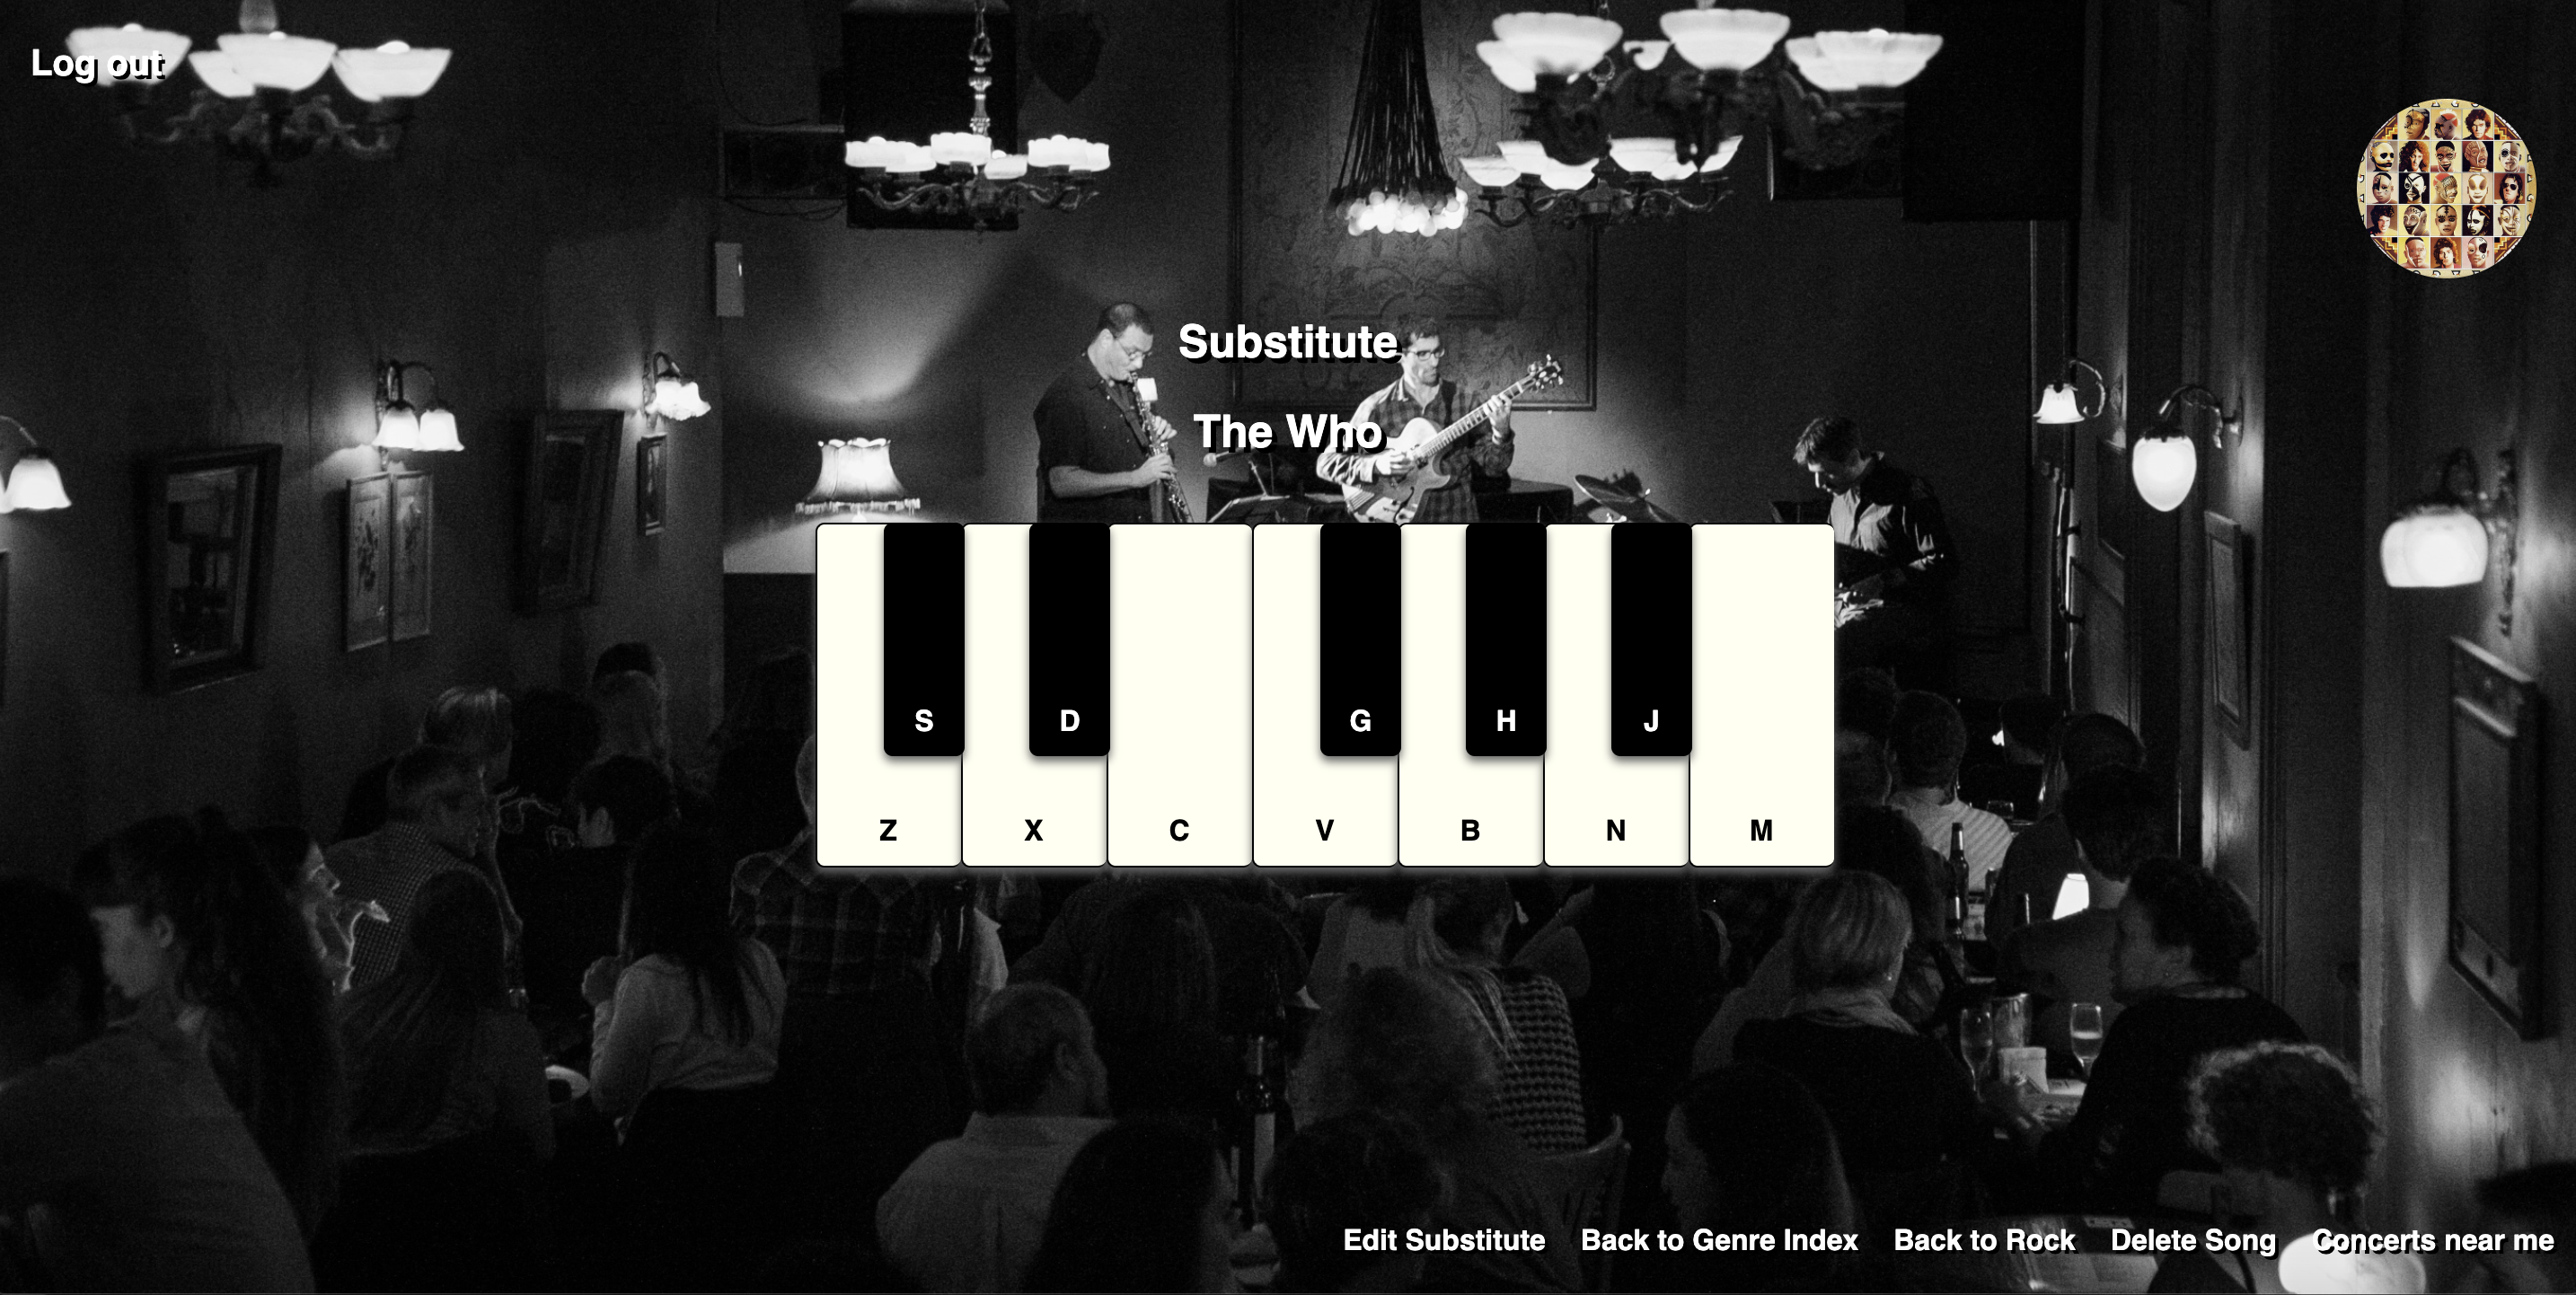 Log out
Substitute
The Who
S D G H J
Z X C V B N M
Edit Substitute Back to Genre Index Back to Rock Delete Song Concerts near me